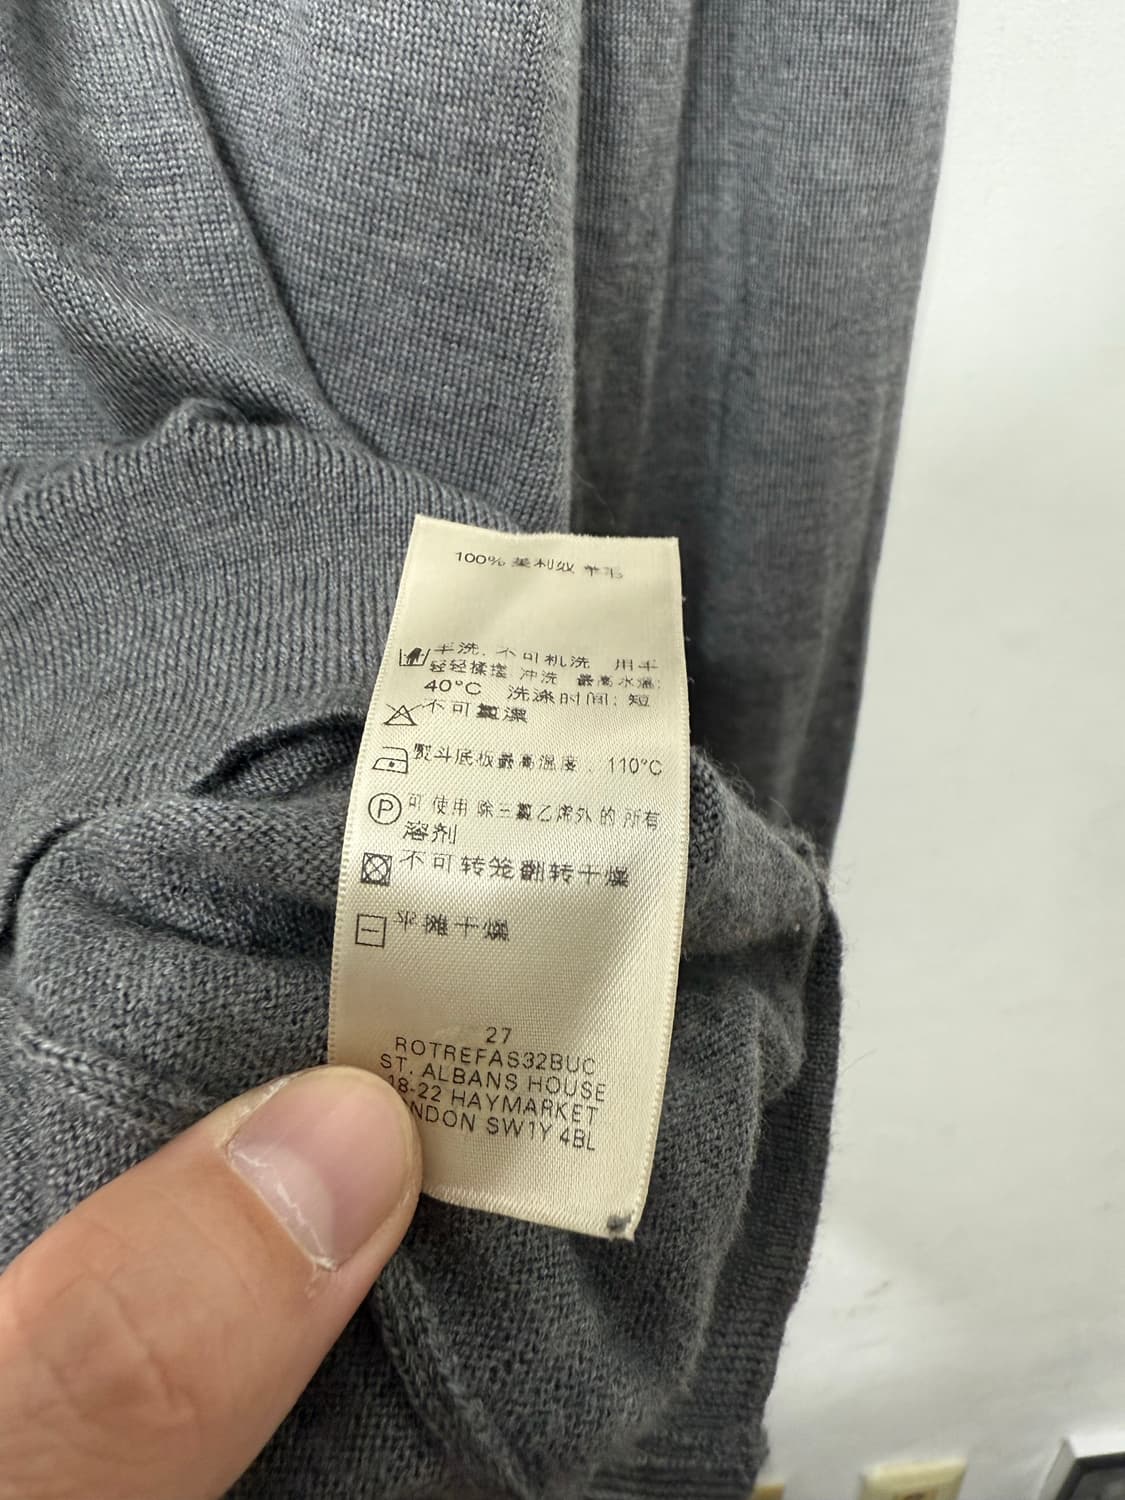 100% 美利奴 羊毛
手洗. 不可机洗 用手
轻轻揉搓 冲洗 最高水温:
40°C 洗涤时间: 短
不可氯漂
熨斗底板最高温度. 110°C
P 可使用除三氯乙烯外的所有
溶剂
不可转笼翻转干燥
平摊干燥
27
ROTREFAS32BUC
ST. ALBANS HOUSE
18-22 HAYMARKET
NDON SW1Y 4BL